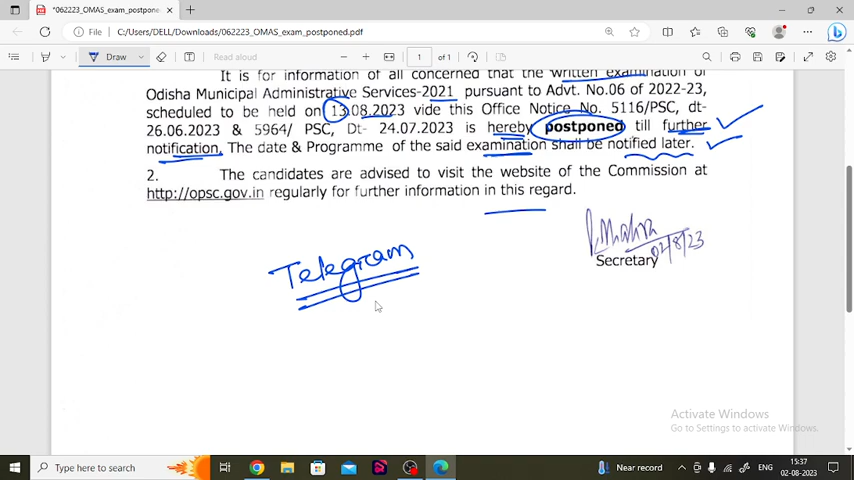 *062223_OMAS_exam_postpone
File
C:/Users/DELL/Downloads/062223_OMAS_exam_postponed.pdf
Draw
Read aloud
1 of 1
It is for information of all concerned that the written examination of
Odisha Municipal Administrative Services-2021 pursuant to Advt. No.06 of 2022-23,
scheduled to be held on 13.08.2023 vide this Office Notice No. 5116/PSC, dt-
26.06.2023 & 5964/ PSC, Dt- 24.07.2023 is hereby postponed till further
notification. The date & Programme of the said examination shall be notified later.
2. The candidates are advised to visit the website of the Commission at
http://opsc.gov.in regularly for further information in this regard.
02/8/23
Secretary
Telegram
Activate Windows
Go to Settings to activate Windows.
Type here to search
Near record
ENG
15:37
02-08-2023